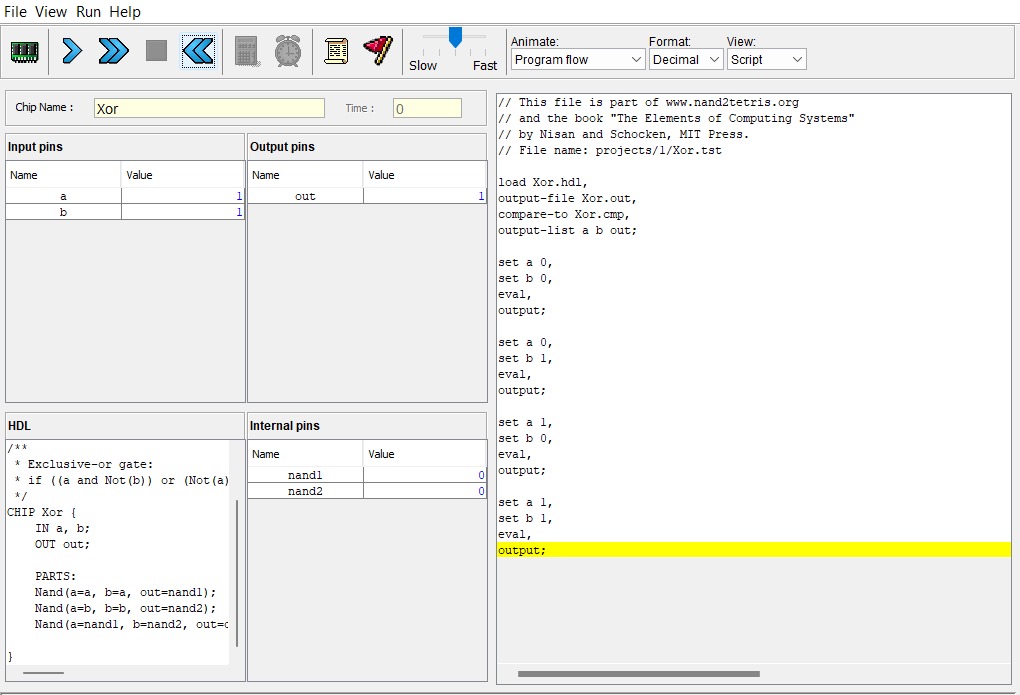 File View Run Help
Slow Fast
Animate: Format: View:
Program flow Decimal Script
Chip Name : Xor Time : 0
Input pins
Name Value
a 1
b 1
Output pins
Name Value
out 1
HDL
/**
 * Exclusive-or gate:
 * if ((a and Not(b)) or (Not(a)
 */
CHIP Xor {
    IN a, b;
    OUT out;
    PARTS:
    Nand(a=a, b=a, out=nand1);
    Nand(a=b, b=b, out=nand2);
    Nand(a=nand1, b=nand2, out=
}
Internal pins
Name Value
nand1 0
nand2 0
// This file is part of www.nand2tetris.org
// and the book "The Elements of Computing Systems"
// by Nisan and Schocken, MIT Press.
// File name: projects/1/Xor.tst
load Xor.hdl,
output-file Xor.out,
compare-to Xor.cmp,
output-list a b out;
set a 0,
set b 0,
eval,
output;
set a 0,
set b 1,
eval,
output;
set a 1,
set b 0,
eval,
output;
set a 1,
set b 1,
eval,
output;